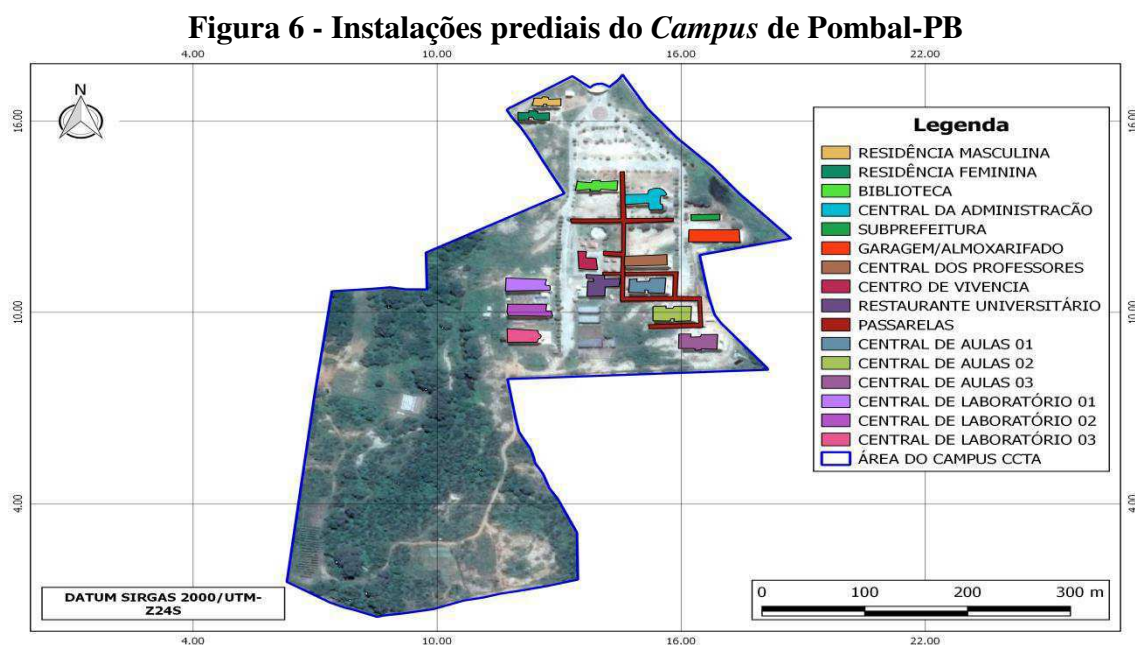 Figura 6 - Instalações prediais do Campus de Pombal-PB
4.00 10.00 16.00 22.00
N
16.00 16.00
Legenda
RESIDÊNCIA MASCULINA
RESIDÊNCIA FEMININA
BIBLIOTECA
CENTRAL DA ADMINISTRACÃO
SUBPREFEITURA
GARAGEM/ALMOXARIFADO
CENTRAL DOS PROFESSORES
CENTRO DE VIVENCIA
RESTAURANTE UNIVERSITÁRIO
PASSARELAS
CENTRAL DE AULAS 01
CENTRAL DE AULAS 02
CENTRAL DE AULAS 03
CENTRAL DE LABORATÓRIO 01
CENTRAL DE LABORATÓRIO 02
CENTRAL DE LABORATÓRIO 03
ÁREA DO CAMPUS CCTA
10.00 10.00
4.00 4.00
DATUM SIRGAS 2000/UTM-
Z24S
0 100 200 300 m
4.00 10.00 16.00 22.00